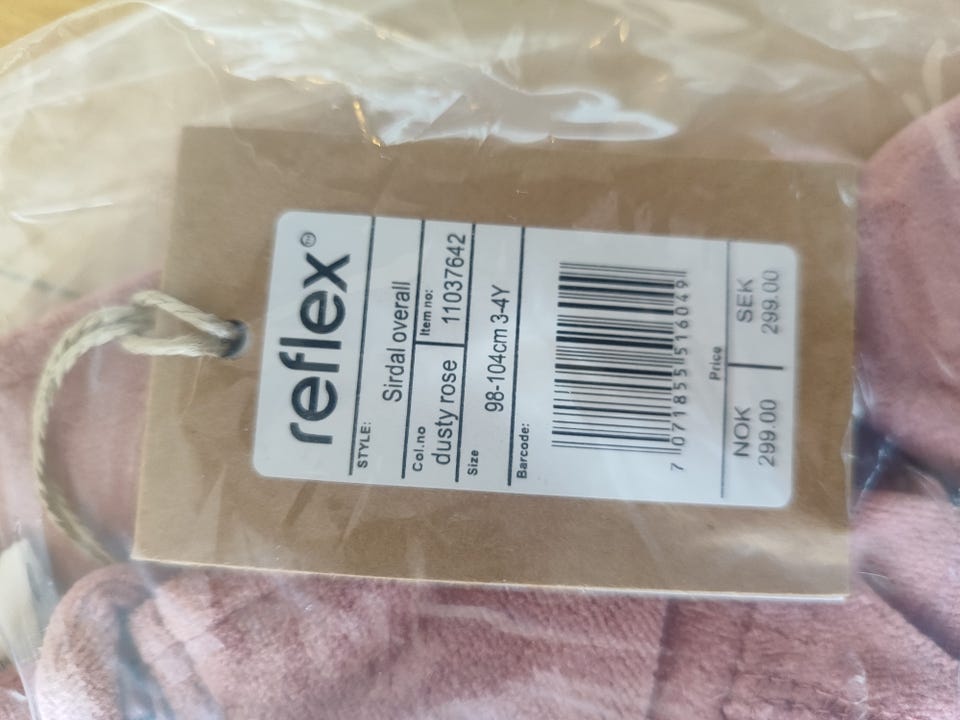 reflex®
STYLE:
Sirdal overall
Col.no
dusty rose
Item no:
11037642
Size
98-104cm 3-4Y
Barcode:
7 071855 516049
Price
NOK
299.00
SEK
299.00